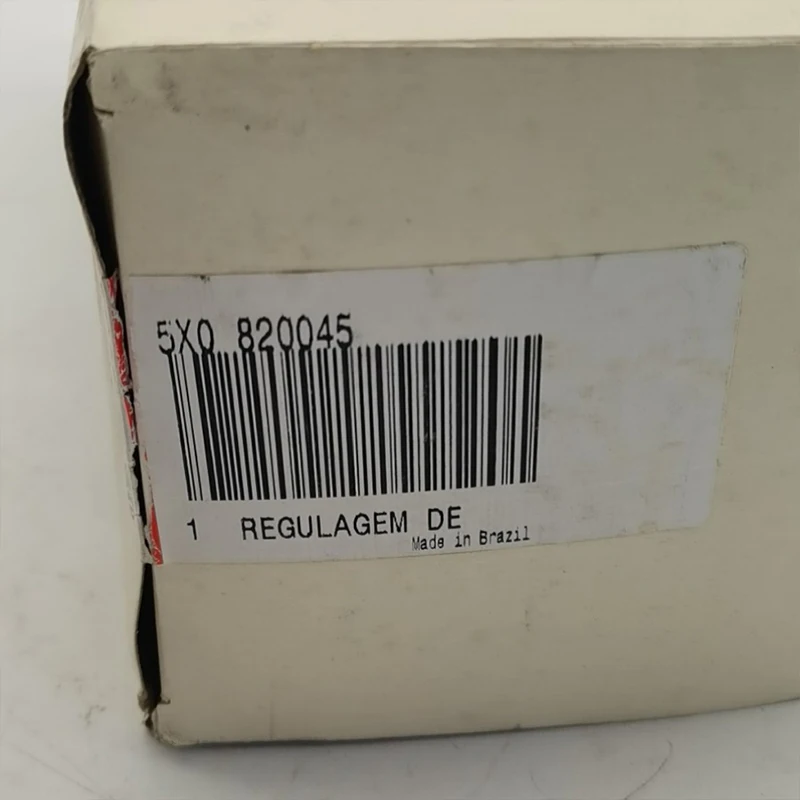 5X0 820045
1 REGULAGEM DE
Made in Brazil